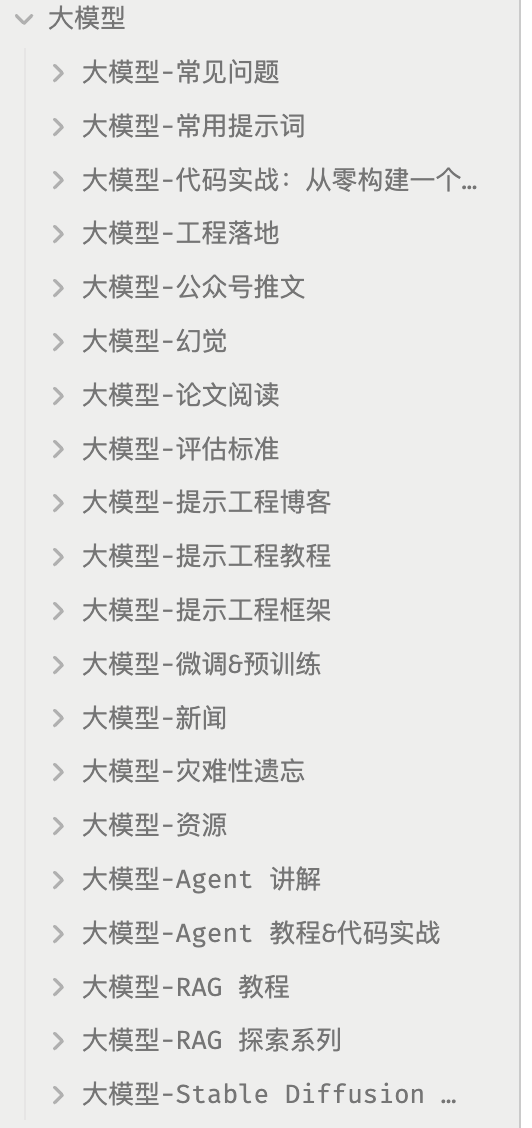 大模型
大模型-常见问题
大模型-常用提示词
大模型-代码实战：从零构建一个…
大模型-工程落地
大模型-公众号推文
大模型-幻觉
大模型-论文阅读
大模型-评估标准
大模型-提示工程博客
大模型-提示工程教程
大模型-提示工程框架
大模型-微调&预训练
大模型-新闻
大模型-灾难性遗忘
大模型-资源
大模型-Agent 讲解
大模型-Agent 教程&代码实战
大模型-RAG 教程
大模型-RAG 探索系列
大模型-Stable Diffusion …